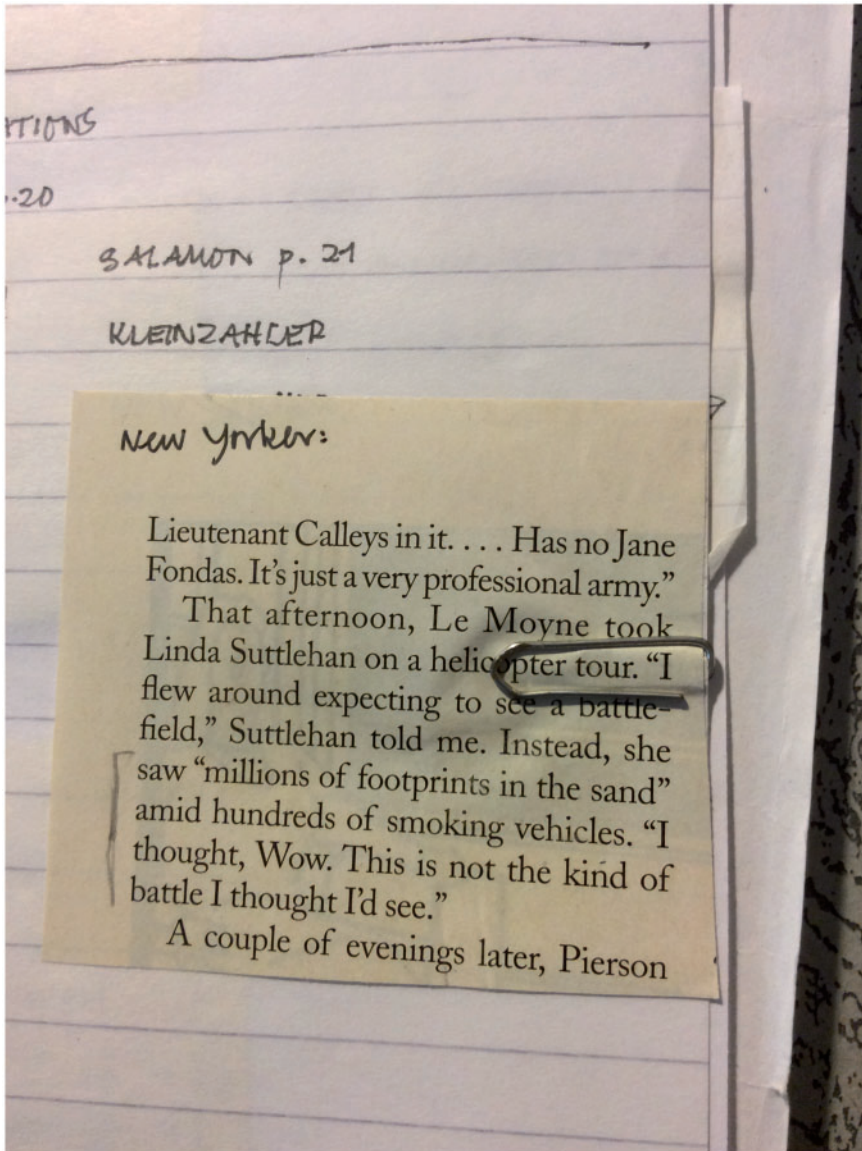 ATIONS
p.20
SALAMON p. 21
KLEINZAHLER
New Yorker:
Lieutenant Calleys in it. . . . Has no Jane
Fondas. It’s just a very professional army.”
That afternoon, Le Moyne took
Linda Suttlehan on a helicopter tour. “I
flew around expecting to see a battle-
field,” Suttlehan told me. Instead, she
saw “millions of footprints in the sand”
amid hundreds of smoking vehicles. “I
thought, Wow. This is not the kind of
battle I thought I’d see.”
A couple of evenings later, Pierson